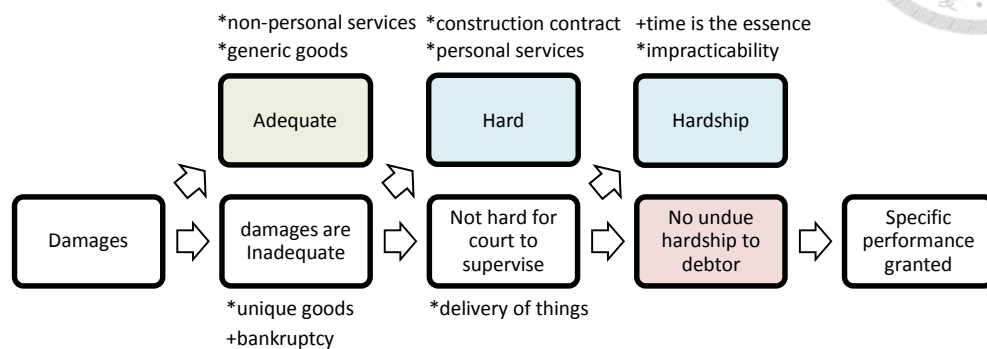 *non-personal services
*generic goods
*construction contract
*personal services
+time is the essence
*impracticability
Adequate
Hard
Hardship
Damages
damages are
Inadequate
Not hard for
court to
supervise
No undue
hardship to
debtor
Specific
performance
granted
*unique goods
+bankruptcy
*delivery of things